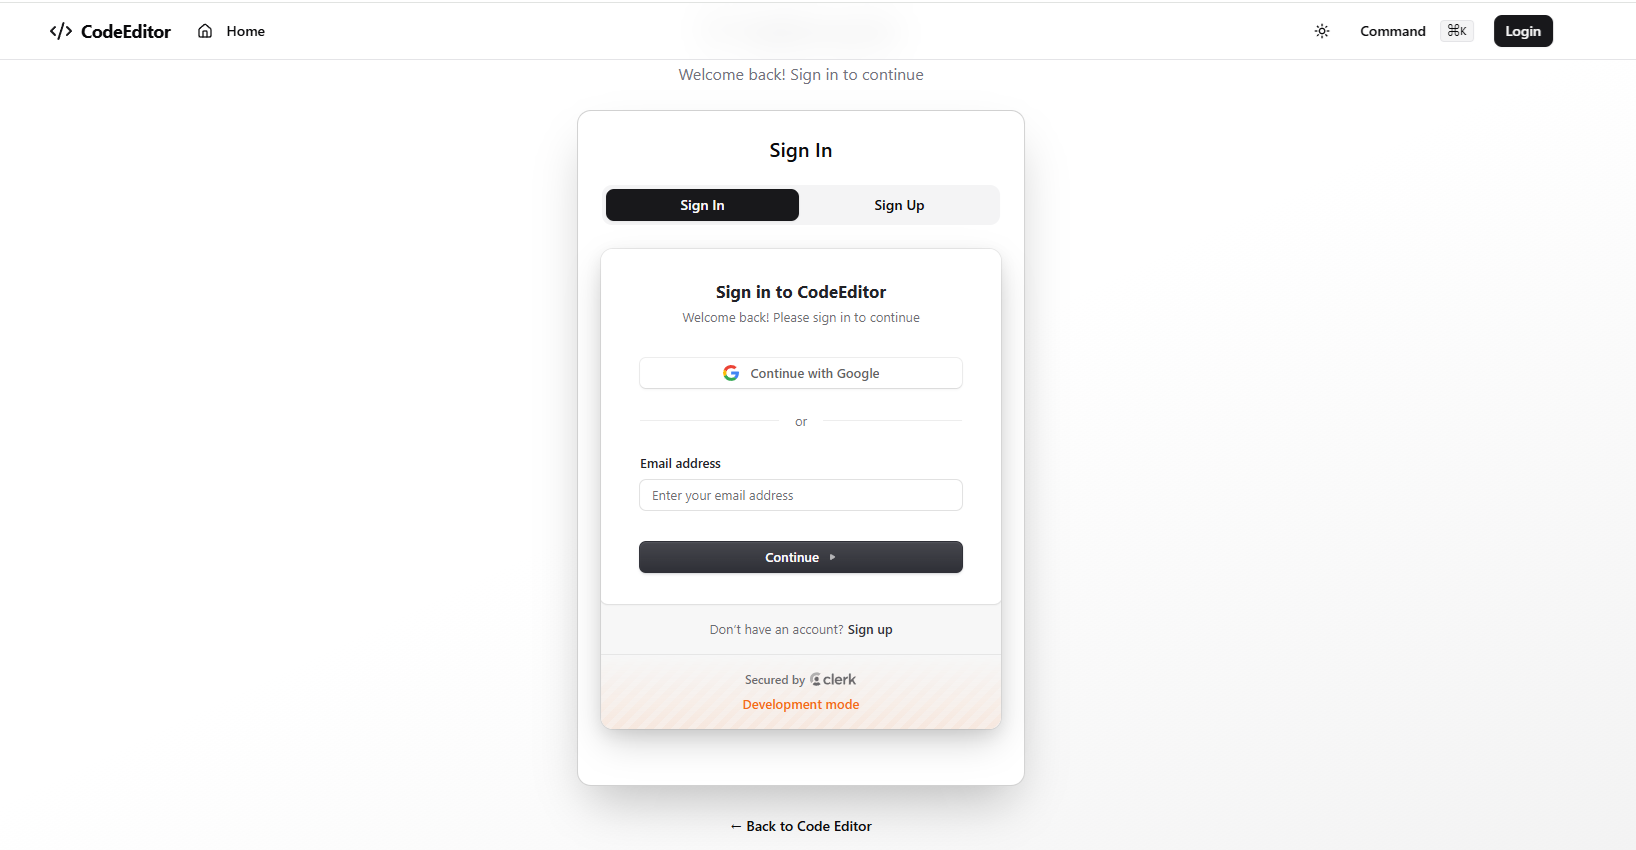 CodeEditor
Home
Command
⌘K
Login
Welcome back! Sign in to continue
Sign In
Sign In
Sign Up
Sign in to CodeEditor
Welcome back! Please sign in to continue
Continue with Google
or
Email address
Enter your email address
Continue
Don’t have an account? Sign up
Secured by clerk
Development mode
← Back to Code Editor